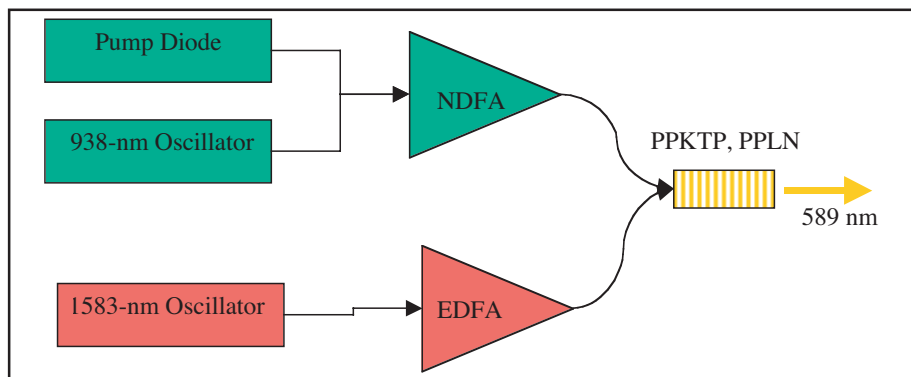 Pump Diode
938-nm Oscillator
NDFA
PPKTP, PPLN
589 nm
1583-nm Oscillator
EDFA